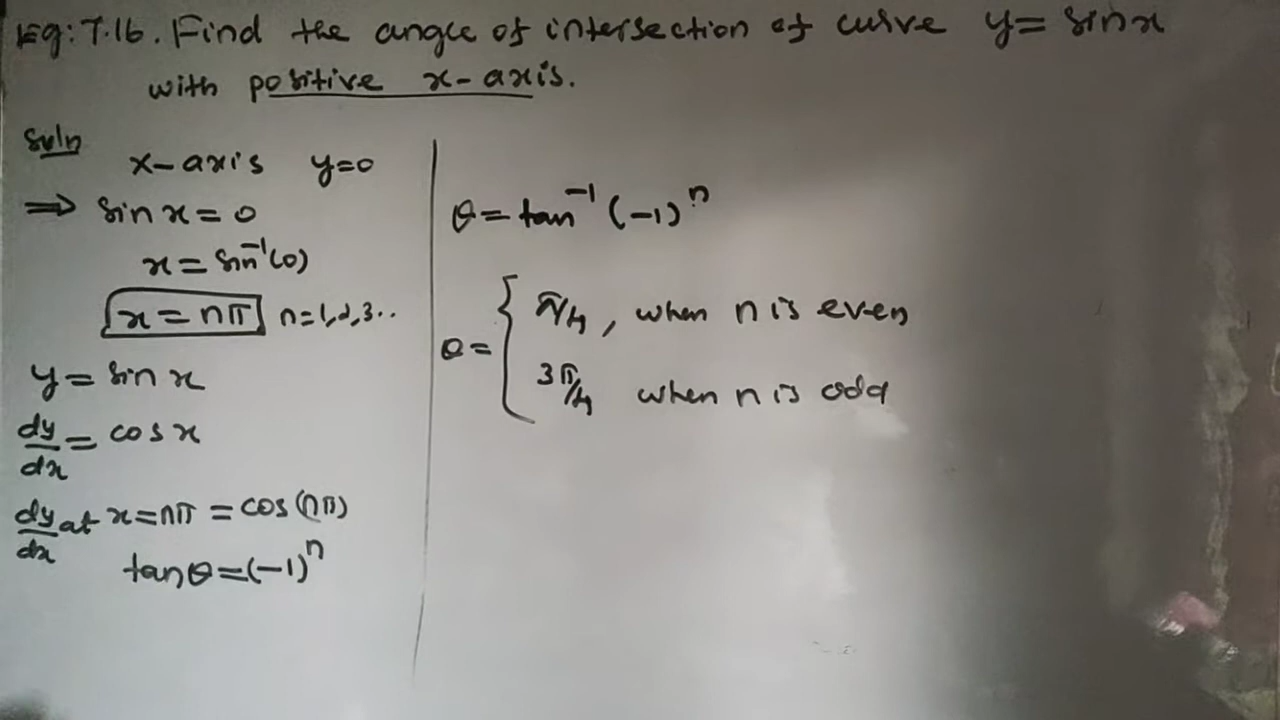 Eg: 7.16. Find the angle of intersection of curve y = sin x
with positive x-axis.
Soln
x-axis y=0
⇒ sin x = 0
x = sin⁻¹(0)
x = nπ n=1,2,3..
y = sin x
dy/dx = cos x
dy/dx at x=nπ = cos(nπ)
tanθ=(-1)ⁿ
θ = tan⁻¹(-1)ⁿ
θ = { π/4, when n is even
3π/4 when n is odd